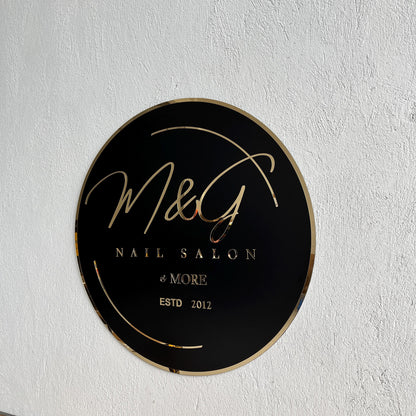 M&G
NAIL SALON
& MORE
ESTD 2012